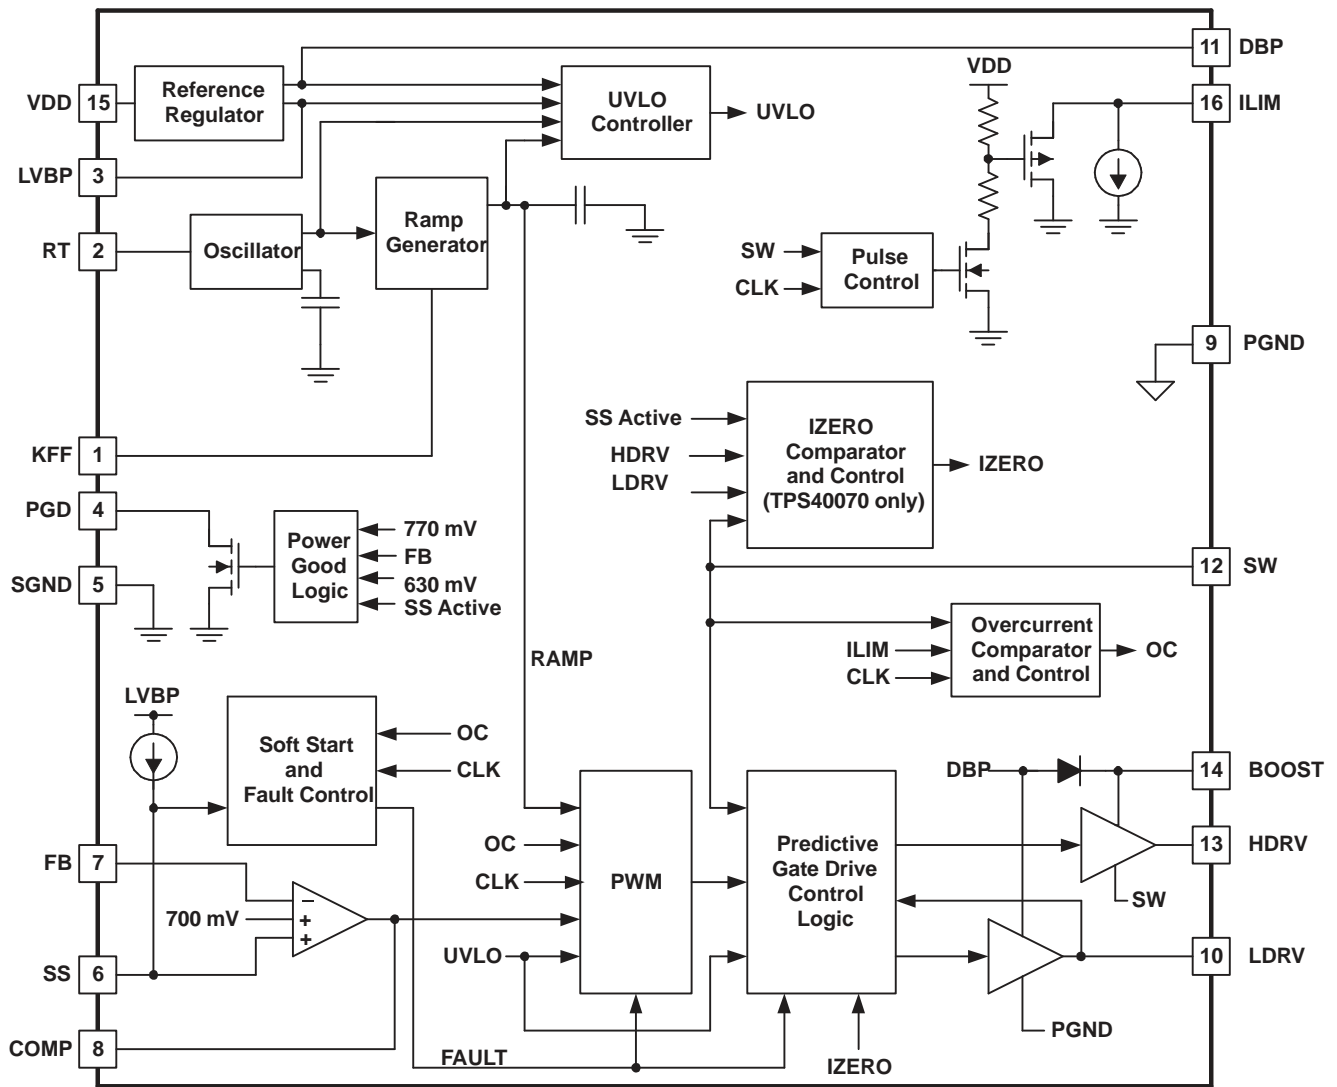 11 DBP
VDD
Reference
Regulator
VDD 15
UVLO
Controller
UVLO
16 ILIM
LVBP 3
Ramp
Generator
RT 2
Oscillator
SW
CLK
Pulse
Control
9 PGND
SS Active
HDRV
LDRV
IZERO
Comparator
and Control
(TPS40070 only)
IZERO
KFF 1
PGD 4
Power
Good
Logic
770 mV
FB
630 mV
SS Active
SGND 5
12 SW
Overcurrent
Comparator
and Control
ILIM
CLK
OC
RAMP
LVBP
Soft Start
and
Fault Control
OC
CLK
DBP
14 BOOST
FB 7
700 mV
−
+
+
OC
CLK
UVLO
PWM
Predictive
Gate Drive
Control
Logic
13 HDRV
SW
SS 6
10 LDRV
PGND
COMP 8
FAULT
IZERO